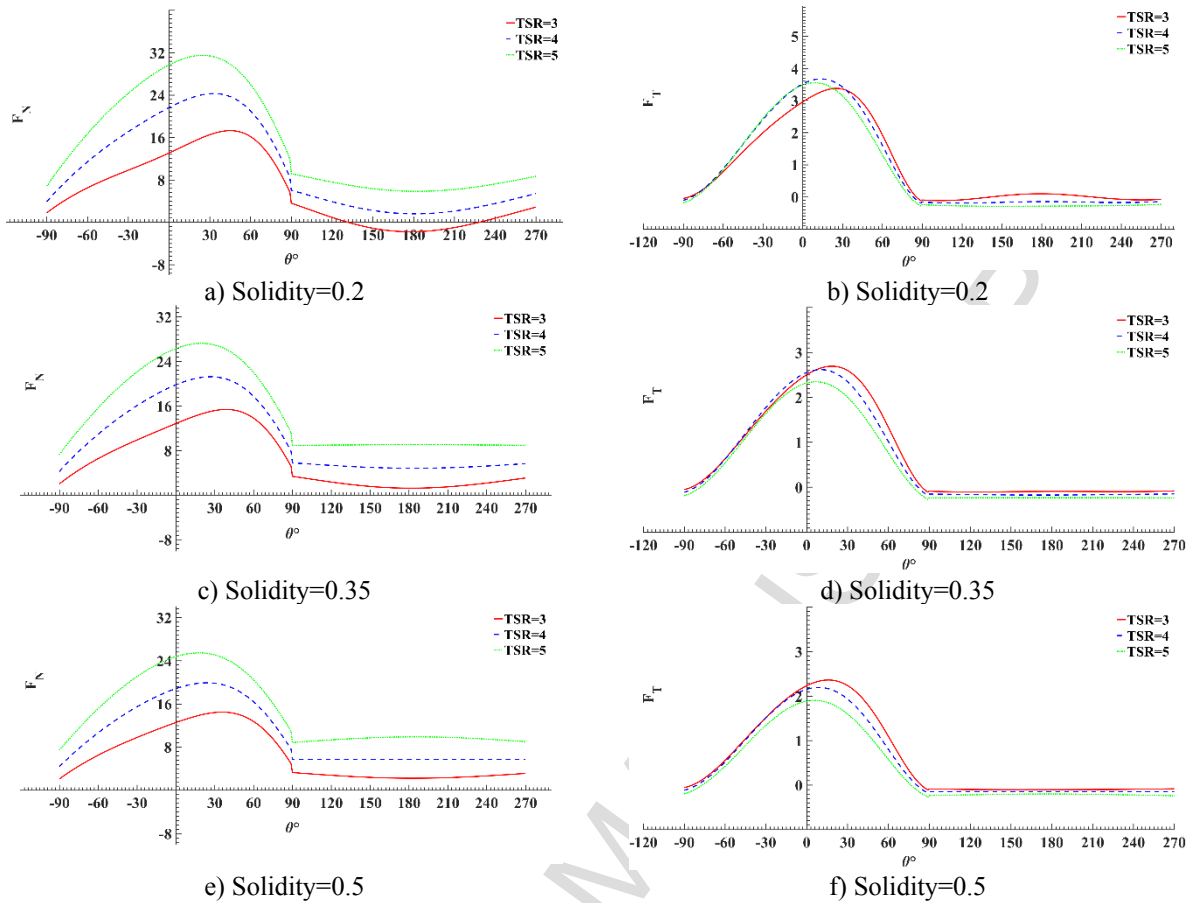 TSR=3
TSR=4
TSR=5
32
24
16
8
-8
F_N
-90 -60 -30 30 60 90 120 150 180 210 240 270
θ°
a) Solidity=0.2
TSR=3
TSR=4
TSR=5
5
4
3
2
1
0
F_T
-120 -90 -60 -30 0 30 60 90 120 150 180 210 240 270
θ°
b) Solidity=0.2
TSR=3
TSR=4
TSR=5
32
24
16
8
-8
F_N
-90 -60 -30 30 60 90 120 150 180 210 240 270
θ°
c) Solidity=0.35
TSR=3
TSR=4
TSR=5
3
2
1
0
F_T
-120 -90 -60 -30 0 30 60 90 120 150 180 210 240 270
θ°
d) Solidity=0.35
TSR=3
TSR=4
TSR=5
32
24
16
8
-8
F_N
-90 -60 -30 30 60 90 120 150 180 210 240 270
θ°
e) Solidity=0.5
TSR=3
TSR=4
TSR=5
3
2
1
0
F_T
-120 -90 -60 -30 0 30 60 90 120 150 180 210 240 270
θ°
f) Solidity=0.5